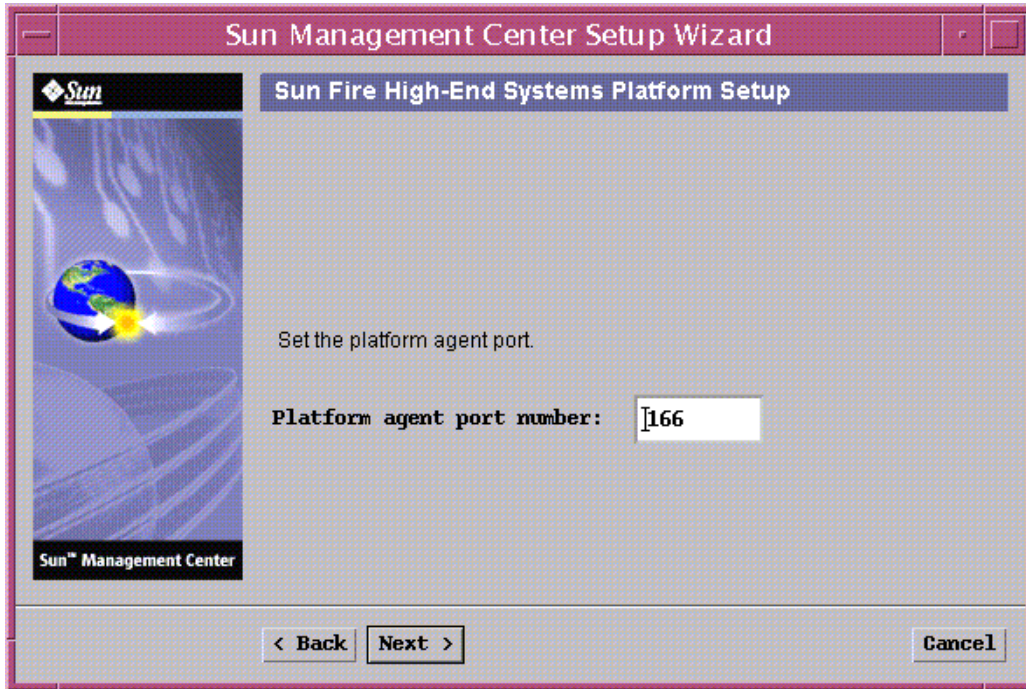 Sun Management Center Setup Wizard
Sun
Sun Fire High-End Systems Platform Setup
Set the platform agent port.
Platform agent port number: 166
Sun™ Management Center
< Back Next > Cancel